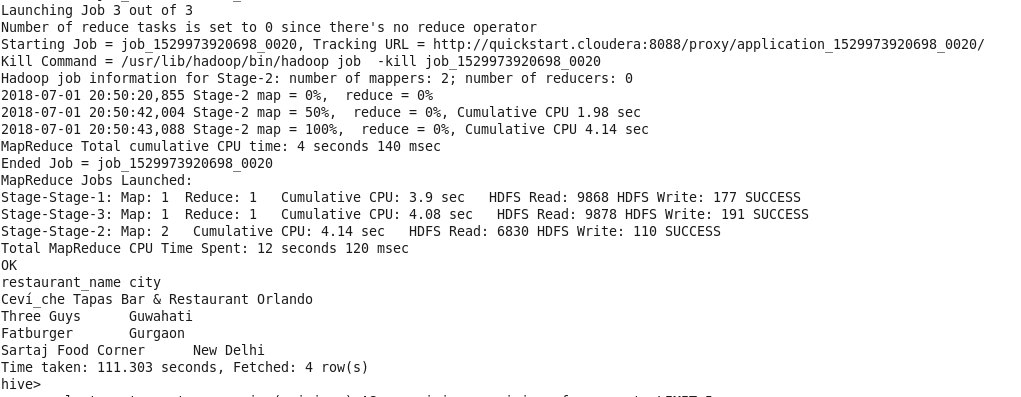 Launching Job 3 out of 3
Number of reduce tasks is set to 0 since there's no reduce operator
Starting Job = job_1529973920698_0020, Tracking URL = http://quickstart.cloudera:8088/proxy/application_1529973920698_0020/
Kill Command = /usr/lib/hadoop/bin/hadoop job  -kill job_1529973920698_0020
Hadoop job information for Stage-2: number of mappers: 2; number of reducers: 0
2018-07-01 20:50:20,855 Stage-2 map = 0%,  reduce = 0%
2018-07-01 20:50:42,004 Stage-2 map = 50%,  reduce = 0%, Cumulative CPU 1.98 sec
2018-07-01 20:50:43,088 Stage-2 map = 100%,  reduce = 0%, Cumulative CPU 4.14 sec
MapReduce Total cumulative CPU time: 4 seconds 140 msec
Ended Job = job_1529973920698_0020
MapReduce Jobs Launched:
Stage-Stage-1: Map: 1  Reduce: 1   Cumulative CPU: 3.9 sec   HDFS Read: 9868 HDFS Write: 177 SUCCESS
Stage-Stage-3: Map: 1  Reduce: 1   Cumulative CPU: 4.08 sec   HDFS Read: 9878 HDFS Write: 191 SUCCESS
Stage-Stage-2: Map: 2   Cumulative CPU: 4.14 sec   HDFS Read: 6830 HDFS Write: 110 SUCCESS
Total MapReduce CPU Time Spent: 12 seconds 120 msec
OK
restaurant_name city
Ceví_che Tapas Bar & Restaurant Orlando
Three Guys      Guwahati
Fatburger       Gurgaon
Sartaj Food Corner      New Delhi
Time taken: 111.303 seconds, Fetched: 4 row(s)
hive>